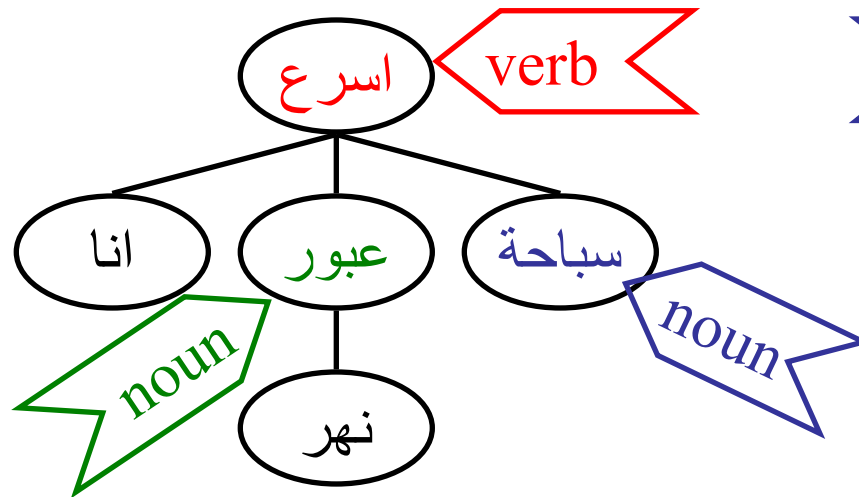 اسرع
verb
انا
عبور
سباحة
noun
noun
نهر